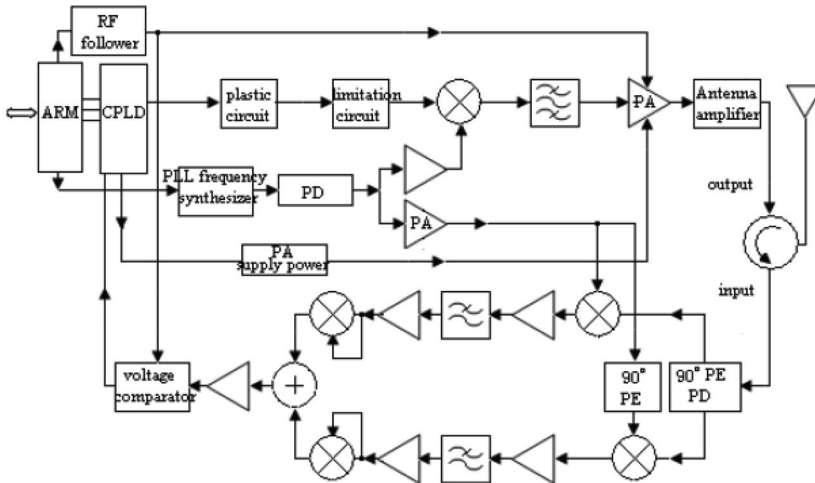 RF
follower
ARM
CPLD
plastic
circuit
limitation
circuit
PA
Antenna
amplifier
PLL frequency
synthesizer
PD
PA
output
PA
supply power
input
voltage
comparator
+
90° PE
90° PE
PD